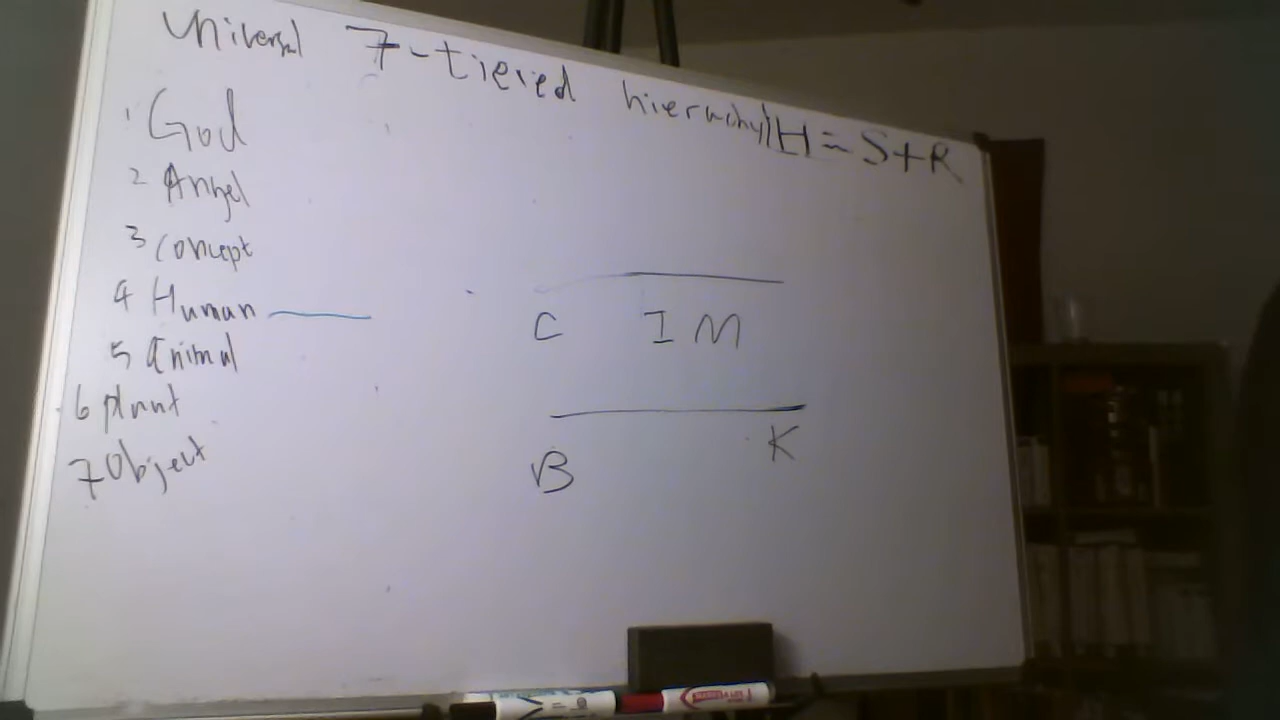 Universal 7-tiered hierarchy H = S+R
1 God
2 Angel
3 concept
4 Human
5 Animal
6 plant
7 Object
C I M
B K